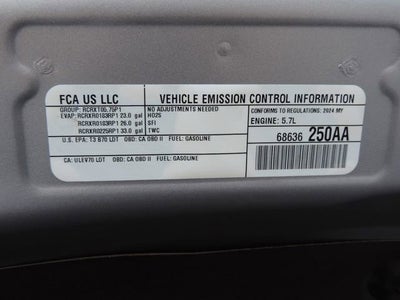 FCA US LLC VEHICLE EMISSION CONTROL INFORMATION
GROUP: RCRXT05.75P1 NO ADJUSTMENTS NEEDED CONFORMS TO REGULATIONS: 2024 MY
EVAP: RCRXR0183RP1 23.0 gal HO2S ENGINE: 5.7L
RCRXR0183RP1 26.0 gal SFI
RCRXR0225RP1 33.0 gal TWC 68636 250AA
U.S. EPA: T3 B70 LDT OBD: CA OBD II FUEL: GASOLINE
CA: ULEV70 LDT OBD: CA OBD II FUEL: GASOLINE